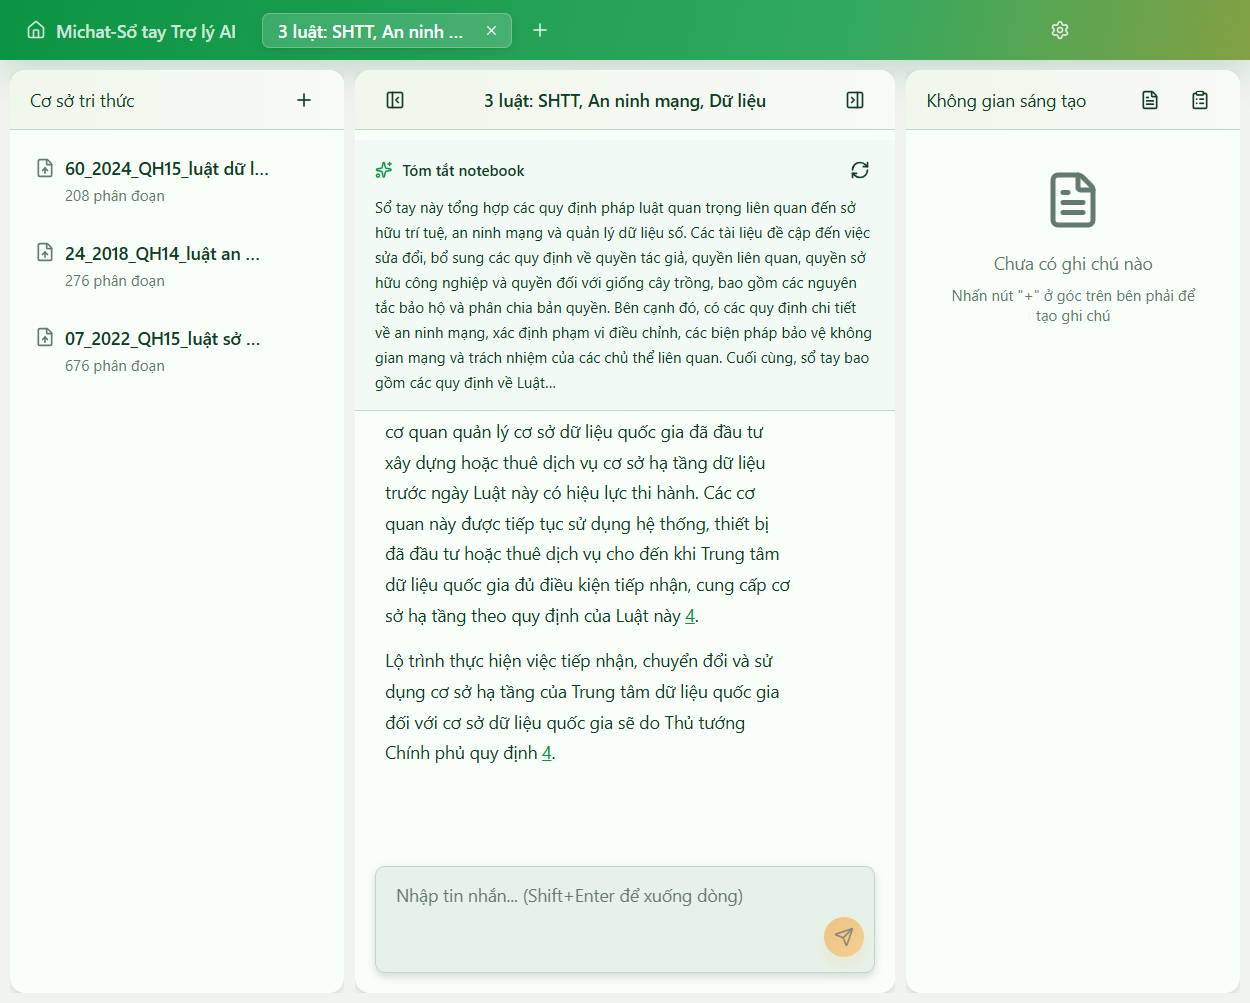 Michat-Sổ tay Trợ lý AI
3 luật: SHTT, An ninh ...
Cơ sở tri thức
60_2024_QH15_luật dữ l...
208 phân đoạn
24_2018_QH14_luật an ...
276 phân đoạn
07_2022_QH15_luật sở ...
676 phân đoạn
3 luật: SHTT, An ninh mạng, Dữ liệu
Tóm tắt notebook
Sổ tay này tổng hợp các quy định pháp luật quan trọng liên quan đến sở
hữu trí tuệ, an ninh mạng và quản lý dữ liệu số. Các tài liệu đề cập đến việc
sửa đổi, bổ sung các quy định về quyền tác giả, quyền liên quan, quyền sở
hữu công nghiệp và quyền đối với giống cây trồng, bao gồm các nguyên
tắc bảo hộ và phân chia bản quyền. Bên cạnh đó, có các quy định chi tiết
về an ninh mạng, xác định phạm vi điều chỉnh, các biện pháp bảo vệ không
gian mạng và trách nhiệm của các chủ thể liên quan. Cuối cùng, sổ tay bao
gồm các quy định về Luật...
cơ quan quản lý cơ sở dữ liệu quốc gia đã đầu tư
xây dựng hoặc thuê dịch vụ cơ sở hạ tầng dữ liệu
trước ngày Luật này có hiệu lực thi hành. Các cơ
quan này được tiếp tục sử dụng hệ thống, thiết bị
đã đầu tư hoặc thuê dịch vụ cho đến khi Trung tâm
dữ liệu quốc gia đủ điều kiện tiếp nhận, cung cấp cơ
sở hạ tầng theo quy định của Luật này 4.
Lộ trình thực hiện việc tiếp nhận, chuyển đổi và sử
dụng cơ sở hạ tầng của Trung tâm dữ liệu quốc gia
đối với cơ sở dữ liệu quốc gia sẽ do Thủ tướng
Chính phủ quy định 4.
Nhập tin nhắn... (Shift+Enter để xuống dòng)
Không gian sáng tạo
Chưa có ghi chú nào
Nhấn nút "+" ở góc trên bên phải để
tạo ghi chú